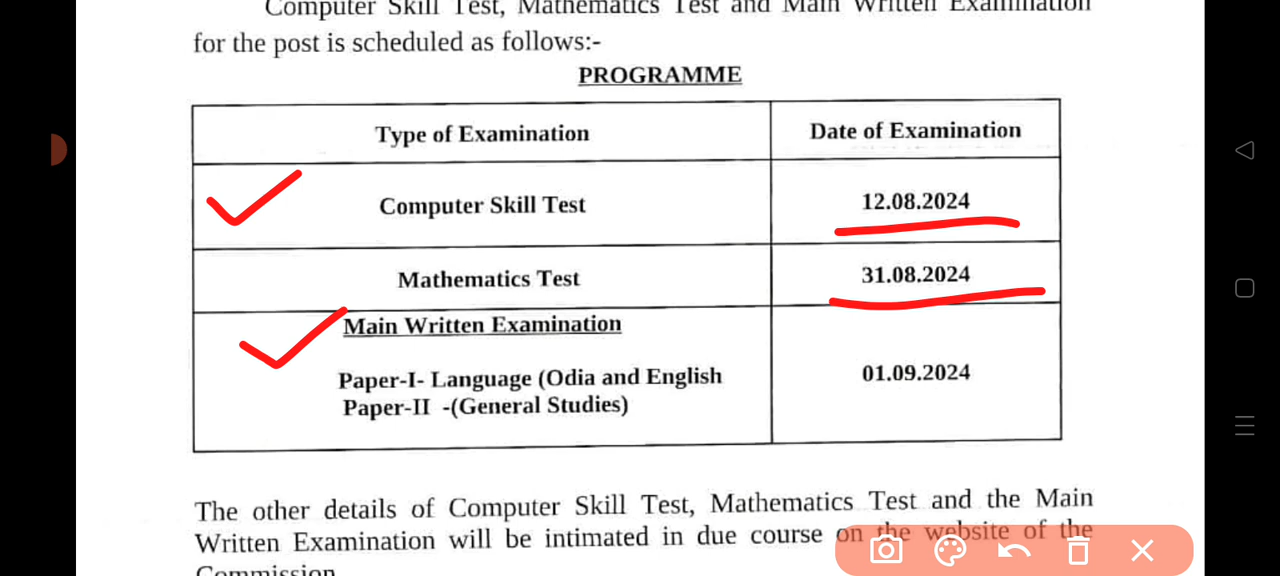 Computer Skill Test, Mathematics Test and Main Written Examination
for the post is scheduled as follows:-
PROGRAMME
Type of Examination
Date of Examination
Computer Skill Test
12.08.2024
Mathematics Test
31.08.2024
Main Written Examination
Paper-I- Language (Odia and English
Paper-II -(General Studies)
01.09.2024
The other details of Computer Skill Test, Mathematics Test and the Main
Written Examination will be intimated in due course on the website of the
Commission